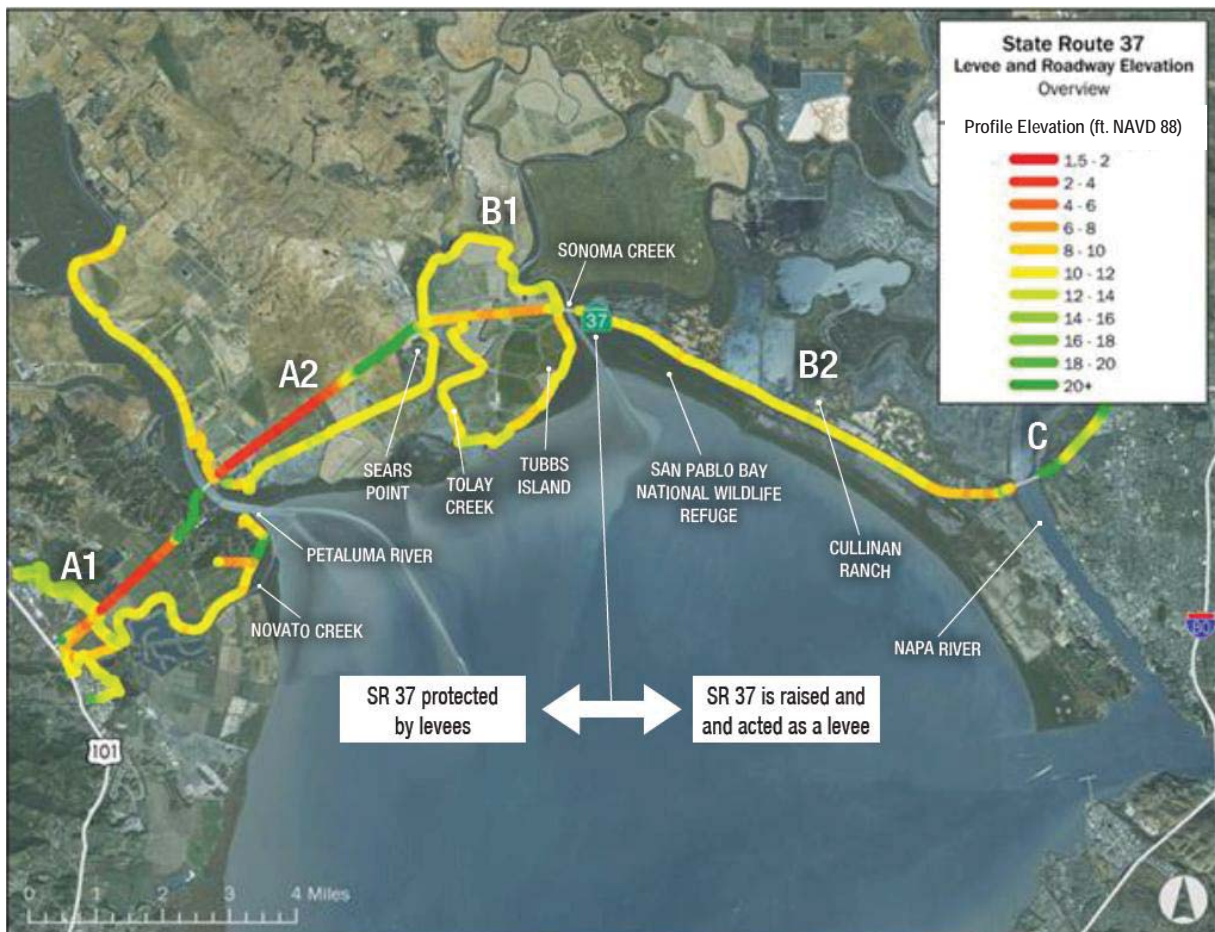 State Route 37
Levee and Roadway Elevation
Overview
Profile Elevation (ft. NAVD 88)
1.5 - 2
2 - 4
4 - 6
6 - 8
8 - 10
10 - 12
12 - 14
14 - 16
16 - 18
18 - 20
20+
B1
SONOMA CREEK
37
A2
B2
C
SEARS
POINT
TOLAY
CREEK
TUBBS
ISLAND
SAN PABLO BAY
NATIONAL WILDLIFE
REFUGE
CULLINAN
RANCH
PETALUMA RIVER
A1
NOVATO CREEK
NAPA RIVER
80
SR 37 protected
by levees
SR 37 is raised and
and acted as a levee
101
0 1 2 3 4 Miles